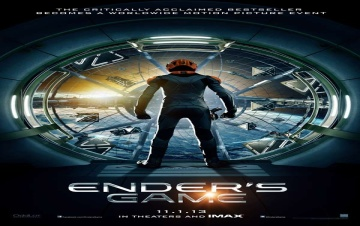 THE CRITICALLY ACCLAIMED BESTSELLER
BECOMES A WORLDWIDE MOTION PICTURE EVENT
ENDER'S
GAME
11.1.13
IN THEATERS AND IMAX